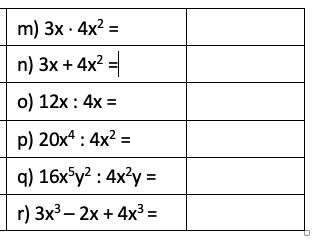 m) 3x · 4x² =
n) 3x + 4x² =
o) 12x : 4x =
p) 20x⁴ : 4x² =
q) 16x⁵y² : 4x²y =
r) 3x³ – 2x + 4x³ =